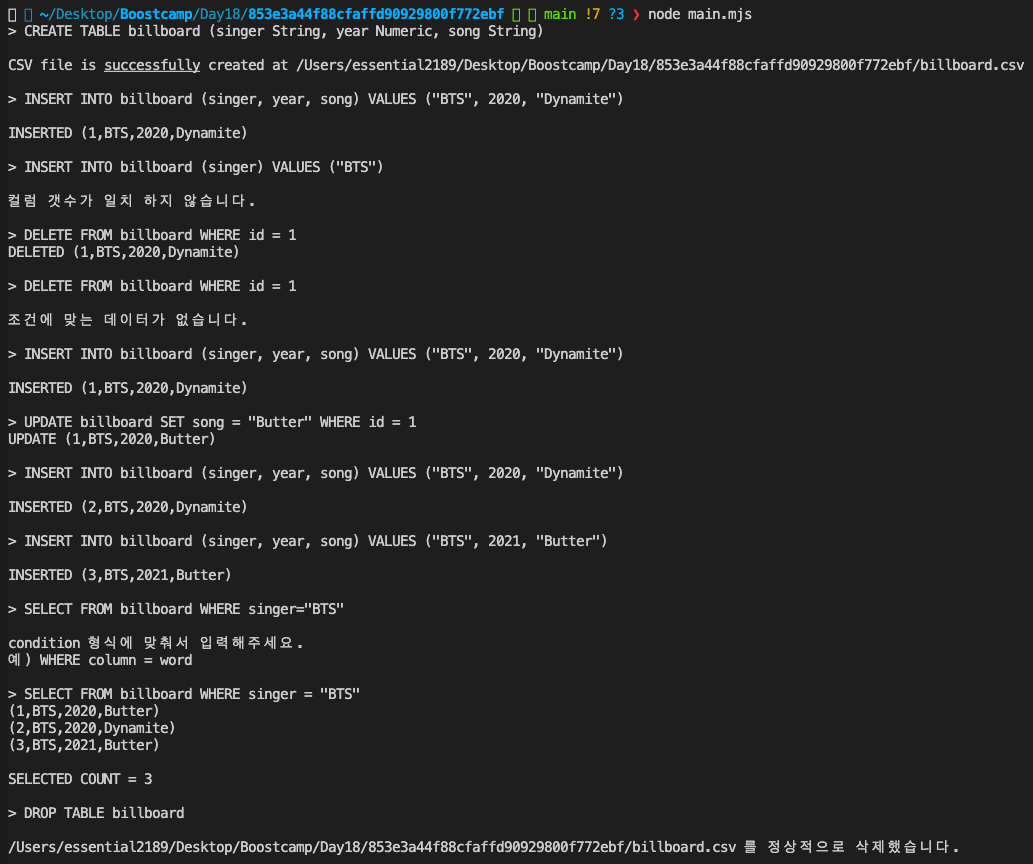 ~/Desktop/Boostcamp/Day18/853e3a44f88cfaffd90929800f772ebf main !7 ?3 ❯ node main.mjs
> CREATE TABLE billboard (singer String, year Numeric, song String)
CSV file is successfully created at /Users/essential2189/Desktop/Boostcamp/Day18/853e3a44f88cfaffd90929800f772ebf/billboard.csv
> INSERT INTO billboard (singer, year, song) VALUES ("BTS", 2020, "Dynamite")
INSERTED (1,BTS,2020,Dynamite)
> INSERT INTO billboard (singer) VALUES ("BTS")
컬럼 갯수가 일치 하지 않습니다.
> DELETE FROM billboard WHERE id = 1
DELETED (1,BTS,2020,Dynamite)
> DELETE FROM billboard WHERE id = 1
조건에 맞는 데이터가 없습니다.
> INSERT INTO billboard (singer, year, song) VALUES ("BTS", 2020, "Dynamite")
INSERTED (1,BTS,2020,Dynamite)
> UPDATE billboard SET song = "Butter" WHERE id = 1
UPDATE (1,BTS,2020,Butter)
> INSERT INTO billboard (singer, year, song) VALUES ("BTS", 2020, "Dynamite")
INSERTED (2,BTS,2020,Dynamite)
> INSERT INTO billboard (singer, year, song) VALUES ("BTS", 2021, "Butter")
INSERTED (3,BTS,2021,Butter)
> SELECT FROM billboard WHERE singer="BTS"
condition 형식에 맞춰서 입력해주세요.
예) WHERE column = word
> SELECT FROM billboard WHERE singer = "BTS"
(1,BTS,2020,Butter)
(2,BTS,2020,Dynamite)
(3,BTS,2021,Butter)
SELECTED COUNT = 3
> DROP TABLE billboard
/Users/essential2189/Desktop/Boostcamp/Day18/853e3a44f88cfaffd90929800f772ebf/billboard.csv 를 정상적으로 삭제했습니다.